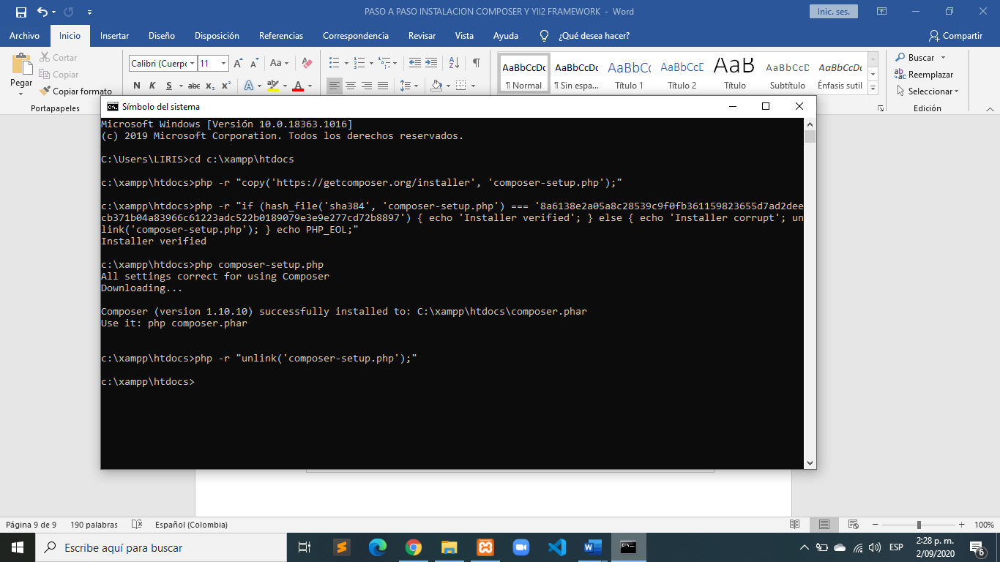 PASO A PASO INSTALACION COMPOSER Y YII2 FRAMEWORK - Word
Inic. ses.
Archivo Inicio Insertar Diseño Disposición Referencias Correspondencia Revisar Vista Ayuda ¿Qué desea hacer? Compartir
Pegar
Cortar
Copiar
Copiar formato
Portapapeles
Calibri (Cuerpo 11
N K S abc x₂ x²
AaBbCcDc AaBbCcDc AaBbCc AaBbCcD AaB AaBbCcD AaBbCcDc
¶ Normal ¶ Sin espa... Título 1 Título 2 Título Subtítulo Énfasis sutil
Buscar
Reemplazar
Seleccionar
Edición
Símbolo del sistema
Microsoft Windows [Versión 10.0.18363.1016]
(c) 2019 Microsoft Corporation. Todos los derechos reservados.
C:\Users\LIRIS>cd c:\xampp\htdocs
c:\xampp\htdocs>php -r "copy('https://getcomposer.org/installer', 'composer-setup.php');"
c:\xampp\htdocs>php -r "if (hash_file('sha384', 'composer-setup.php') === '8a6138e2a05a8c28539c9f0fb361159823655d7ad2dee
cb371b04a83966c61223adc522b0189079e3e9e277cd72b8897') { echo 'Installer verified'; } else { echo 'Installer corrupt'; un
link('composer-setup.php'); } echo PHP_EOL;"
Installer verified
c:\xampp\htdocs>php composer-setup.php
All settings correct for using Composer
Downloading...
Composer (version 1.10.10) successfully installed to: C:\xampp\htdocs\composer.phar
Use it: php composer.phar
c:\xampp\htdocs>php -r "unlink('composer-setup.php');"
c:\xampp\htdocs>
Página 9 de 9 190 palabras Español (Colombia) 100%
Escribe aquí para buscar
ESP
2:28 p. m.
2/09/2020
6